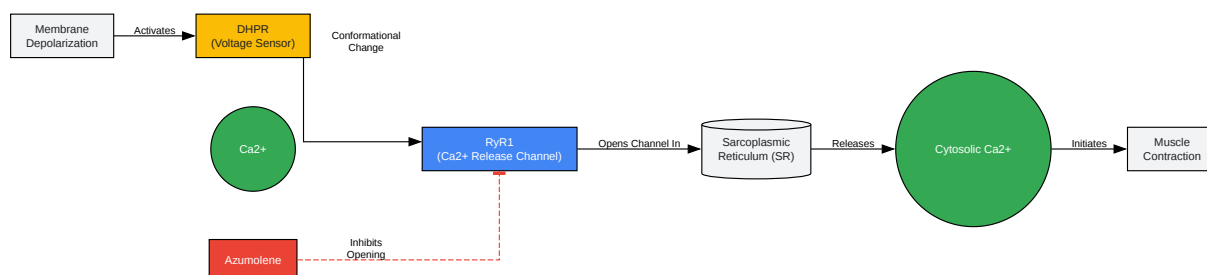 Membrane
Depolarization
Activates
DHPR
(Voltage Sensor)
Conformational
Change
Ca2+
RyR1
(Ca2+ Release Channel)
Opens Channel In
Sarcoplasmic
Reticulum (SR)
Releases
Cytosolic Ca2+
Initiates
Muscle
Contraction
Azumolene
Inhibits
Opening